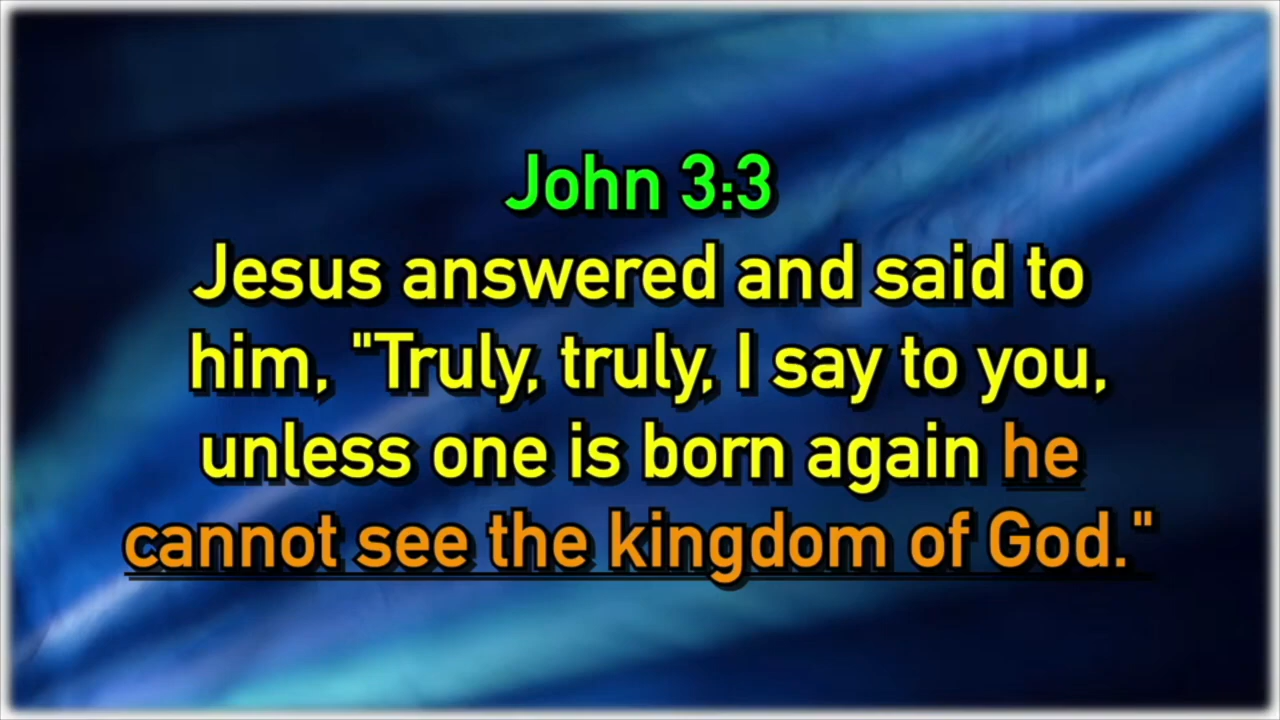 John 3:3
Jesus answered and said to
him, "Truly, truly, I say to you,
unless one is born again he
cannot see the kingdom of God."